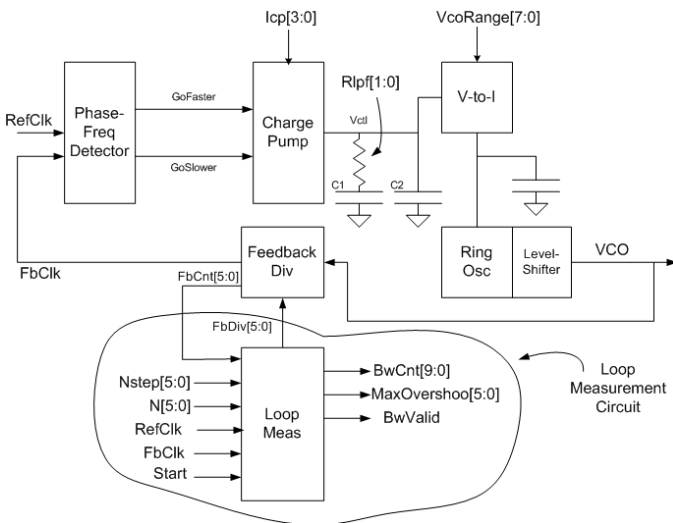 Icp[3:0]
VcoRange[7:0]
Rlpf[1:0]
RefClk
Phase-
Freq
Detector
GoFaster
GoSlower
Charge
Pump
Vctl
C1
C2
V-to-I
FbClk
Feedback
Div
Ring
Osc
Level-
Shifter
VCO
FbCnt[5:0]
FbDiv[5:0]
Nstep[5:0]
N[5:0]
RefClk
FbClk
Start
Loop
Meas
BwCnt[9:0]
MaxOvershoo[5:0]
BwValid
Loop
Measurement
Circuit